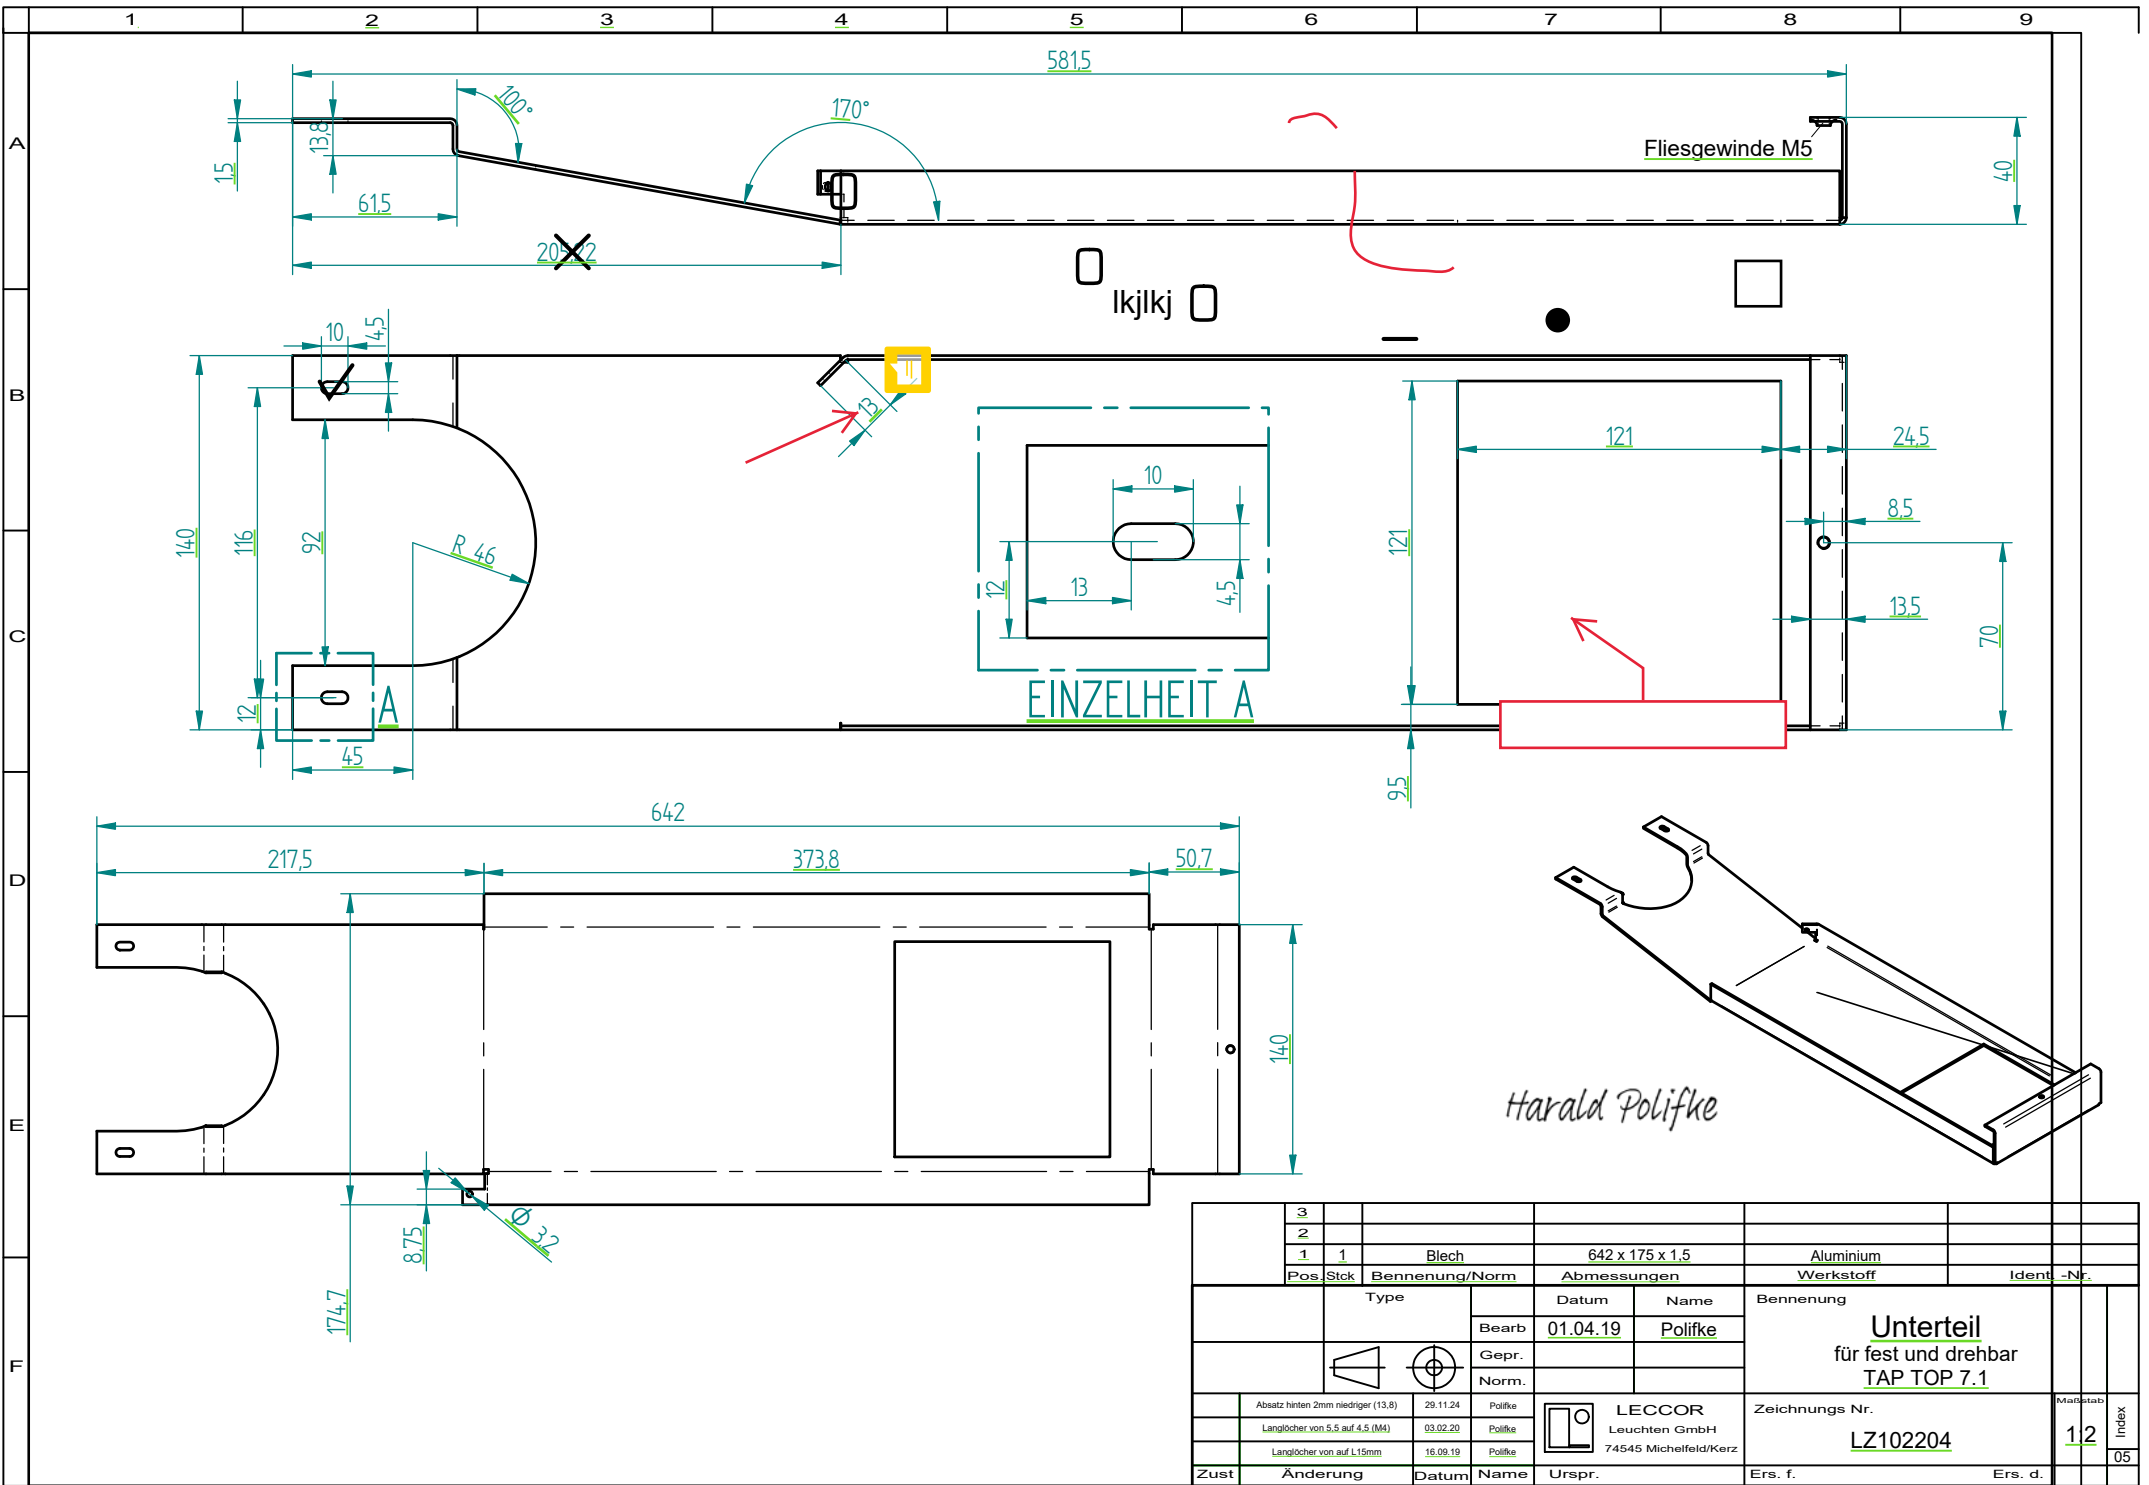 1 2 3 4 5 6 7 8 9
A
B
C
D
E
F
581,5
100°
170°
13,8
1,5
61,5
Fliesgewinde M5
40
lkjlkj
10
4,5
13
140
116
92
R 46
12
A
45
10
12
13
4,5
EINZELHEIT A
121
121
24,5
8,5
13,5
70
9,5
642
217,5
373,8
50,7
140
174,7
8,75
Ø 3,2
Harald Polifke
3
2
1 1 Blech 642 x 175 x 1,5 Aluminium
Pos. Stck Bennenung/Norm Abmessungen Werkstoff Ident. -Nr.
Type Datum Name Bennenung
Bearb 01.04.19 Polifke
Gepr.
Norm.
Unterteil
für fest und drehbar
TAP TOP 7.1
Absatz hinten 2mm niedriger (13,8) 29.11.24 Polifke
Langlöcher von 5,5 auf 4,5 (M4) 03.02.20 Polifke
Langlöcher von auf L15mm 16.09.19 Polifke
Zust Änderung Datum Name
LECCOR
Leuchten GmbH
74545 Michelfeld/Kerz
Urspr.
Zeichnungs Nr.
LZ102204
Maßstab
1:2
Index
05
Ers. f. Ers. d.